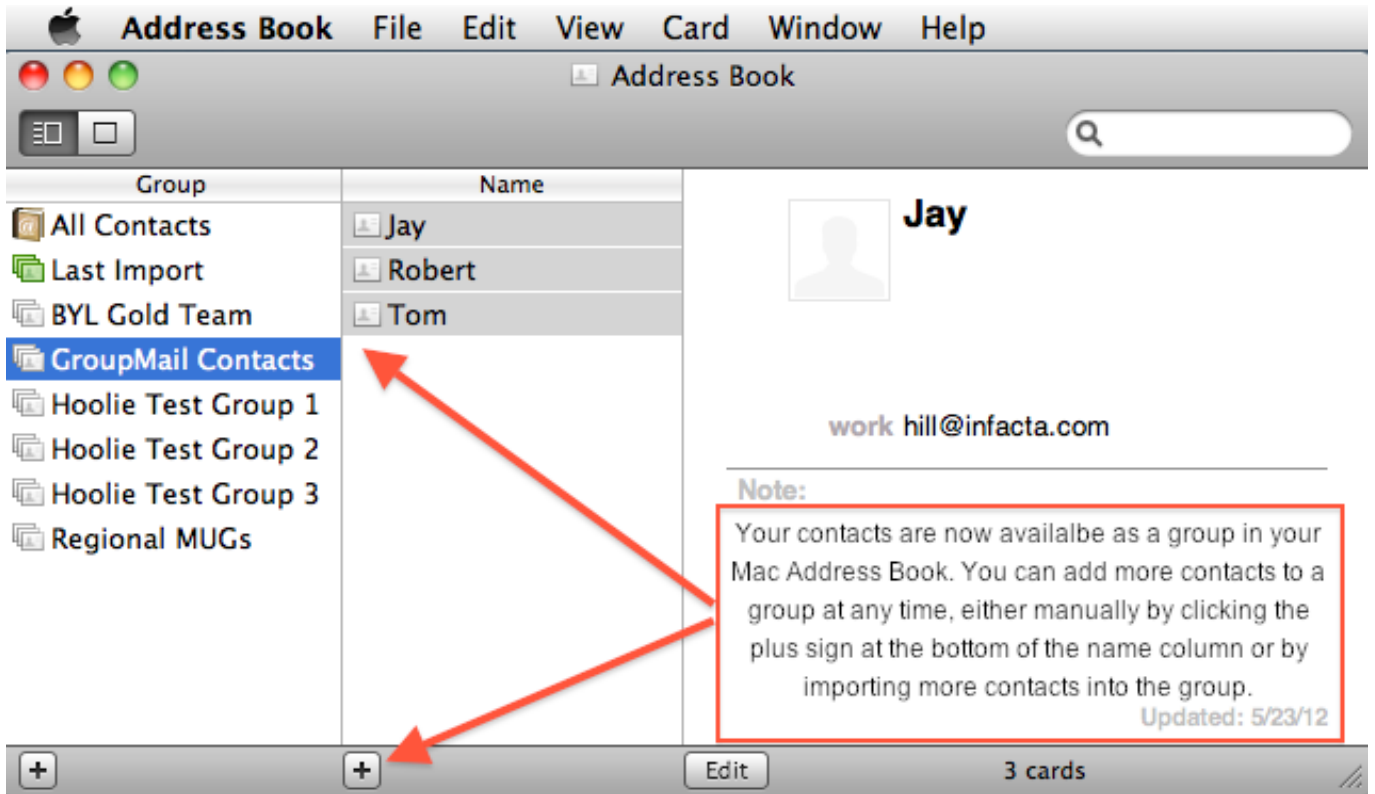 Address Book File Edit View Card Window Help
Address Book
Group
Name
All Contacts
Last Import
BYL Gold Team
GroupMail Contacts
Hoolie Test Group 1
Hoolie Test Group 2
Hoolie Test Group 3
Regional MUGs
Jay
Robert
Tom
Jay
work hill@infacta.com
Note:
Your contacts are now availalbe as a group in your
Mac Address Book. You can add more contacts to a
group at any time, either manually by clicking the
plus sign at the bottom of the name column or by
importing more contacts into the group.
Updated: 5/23/12
+
+
Edit
3 cards